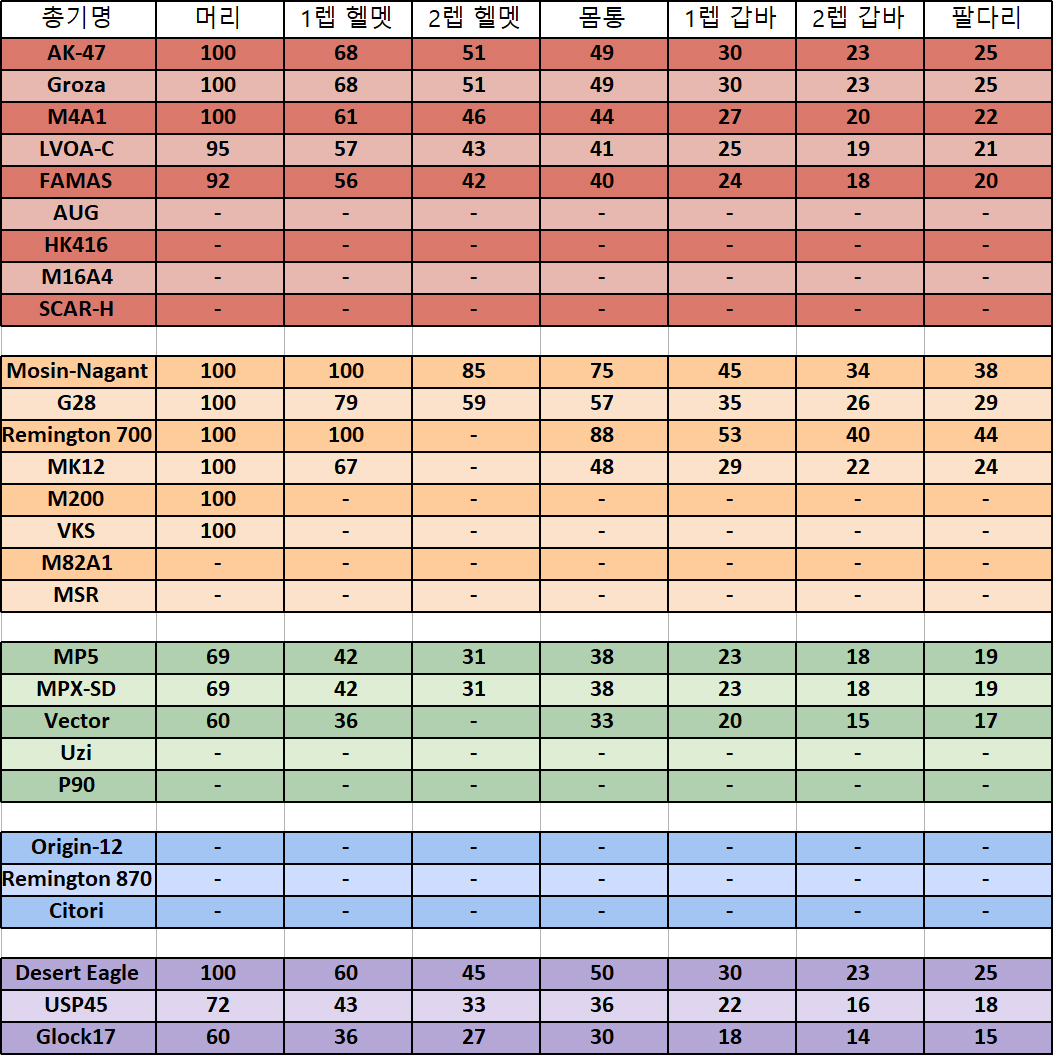 총기명 머리 1렙 헬멧 2렙 헬멧 몸통 1렙 갑바 2렙 갑바 팔다리
AK-47 100 68 51 49 30 23 25
Groza 100 68 51 49 30 23 25
M4A1 100 61 46 44 27 20 22
LVOA-C 95 57 43 41 25 19 21
FAMAS 92 56 42 40 24 18 20
AUG - - - - - - -
HK416 - - - - - - -
M16A4 - - - - - - -
SCAR-H - - - - - - -
Mosin-Nagant 100 100 85 75 45 34 38
G28 100 79 59 57 35 26 29
Remington 700 100 100 - 88 53 40 44
MK12 100 67 - 48 29 22 24
M200 100 - - - - - -
VKS 100 - - - - - -
M82A1 - - - - - - -
MSR - - - - - - -
MP5 69 42 31 38 23 18 19
MPX-SD 69 42 31 38 23 18 19
Vector 60 36 - 33 20 15 17
Uzi - - - - - - -
P90 - - - - - - -
Origin-12 - - - - - - -
Remington 870 - - - - - - -
Citori - - - - - - -
Desert Eagle 100 60 45 50 30 23 25
USP45 72 43 33 36 22 16 18
Glock17 60 36 27 30 18 14 15